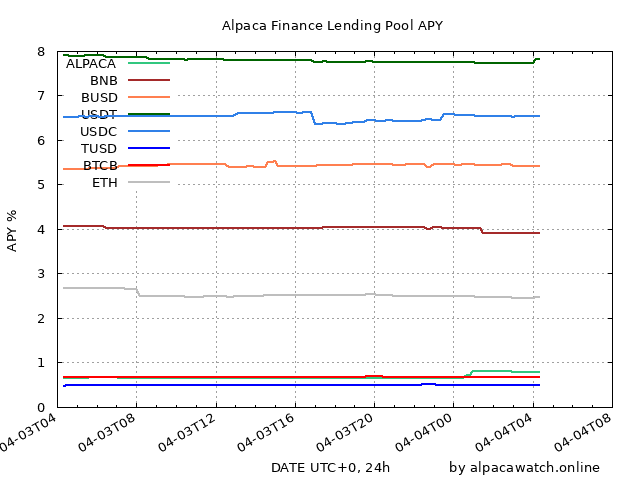 Alpaca Finance Lending Pool APY
8
7
6
5
4
3
2
1
0
APY %
ALPACA
BNB
BUSD
USDT
USDC
TUSD
BTCB
ETH
04-03T04
04-03T08
04-03T12
04-03T16
04-03T20
04-04T00
04-04T04
04-04T08
DATE UTC+0, 24h
by alpacawatch.online